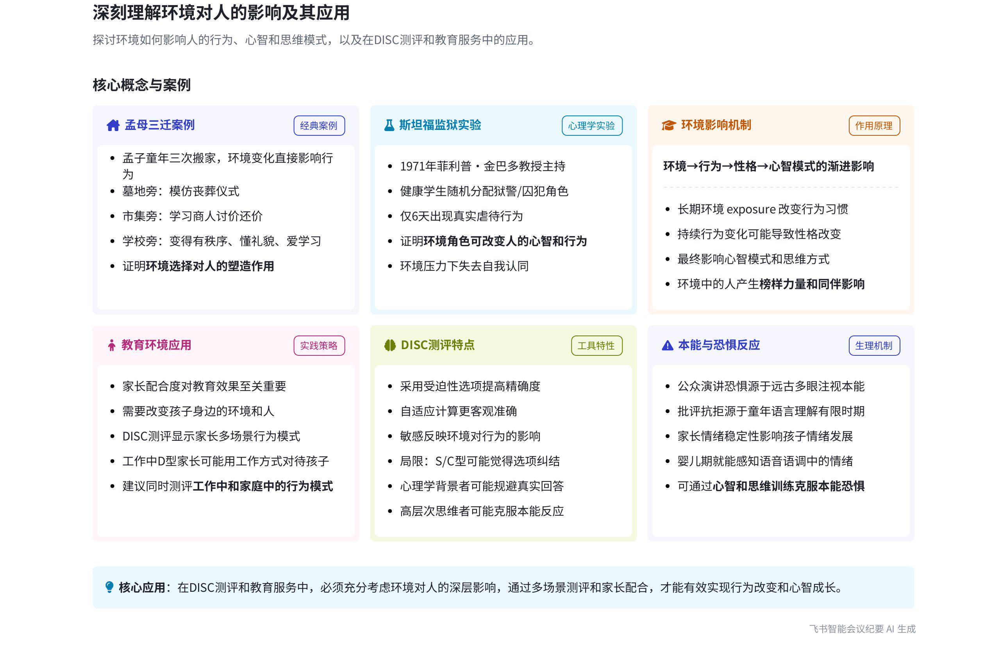 深刻理解环境对人的影响及其应用
探讨环境如何影响人的行为、心智和思维模式，以及在DISC测评和教育服务中的应用。
核心概念与案例
孟母三迁案例
经典案例
孟子童年三次搬家，环境变化直接影响行
为
墓地旁：模仿丧葬仪式
市集旁：学习商人讨价还价
学校旁：变得有秩序、懂礼貌、爱学习
证明环境选择对人的塑造作用
斯坦福监狱实验
心理学实验
1971年菲利普·金巴多教授主持
健康学生随机分配狱警/囚犯角色
仅6天出现真实虐待行为
证明环境角色可改变人的心智和行为
环境压力下失去自我认同
环境影响机制
作用原理
环境→行为→性格→心智模式的渐进影响
长期环境 exposure 改变行为习惯
持续行为变化可能导致性格改变
最终影响心智模式和思维方式
环境中的人产生榜样力量和同伴影响
教育环境应用
实践策略
家长配合度对教育效果至关重要
需要改变孩子身边的环境和人
DISC测评显示家长多场景行为模式
工作中D型家长可能用工作方式对待孩子
建议同时测评工作中和家庭中的行为模式
DISC测评特点
工具特性
采用受迫性选项提高精确度
自适应计算更客观准确
敏感反映环境对行为的影响
局限：S/C型可能觉得选项纠结
心理学背景者可能规避真实回答
高层次思维者可能克服本能反应
本能与恐惧反应
生理机制
公众演讲恐惧源于远古多眼注视本能
批评抗拒源于童年语言理解有限时期
家长情绪稳定性影响孩子情绪发展
婴儿期就能感知语音语调中的情绪
可通过心智和思维训练克服本能恐惧
核心应用：在DISC测评和教育服务中，必须充分考虑环境对人的深层影响，通过多场景测评和家长配合，才能有效实现行为改变和心智成长。
飞书智能会议纪要 AI 生成